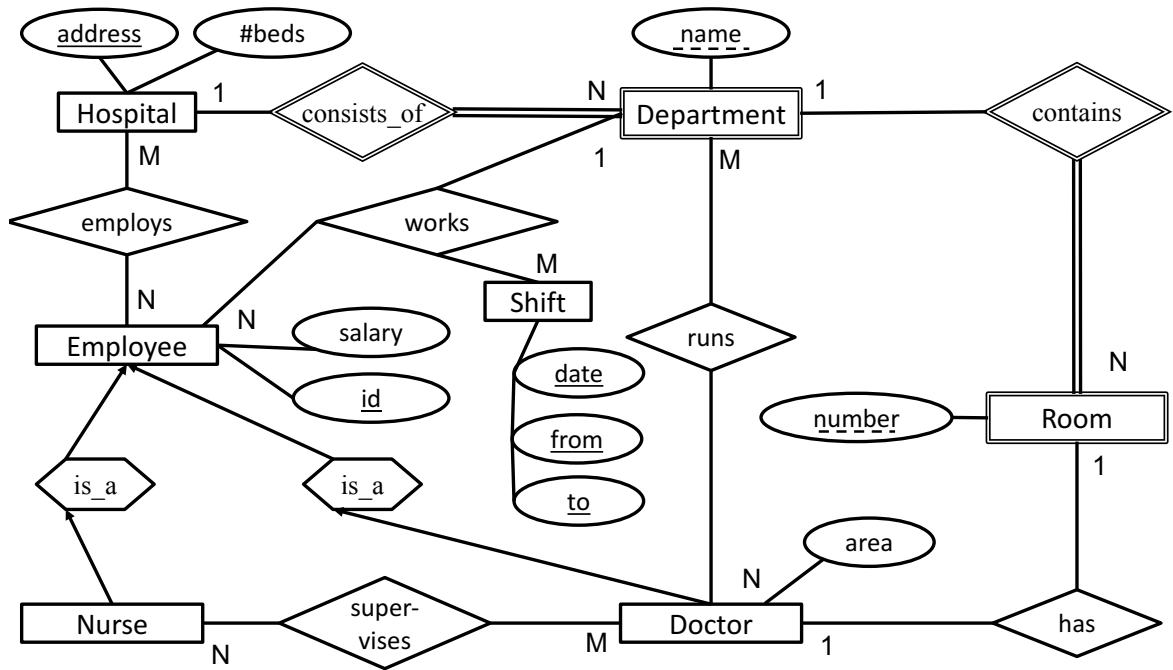 address
#beds
name
1
N
1
Hospital
consists_of
Department
contains
M
1
M
employs
works
N
N
M
Shift
Employee
salary
runs
id
date
N
number
from
Room
1
is_a
is_a
to
area
N
super-
vises
Nurse
Doctor
has
N
M
1